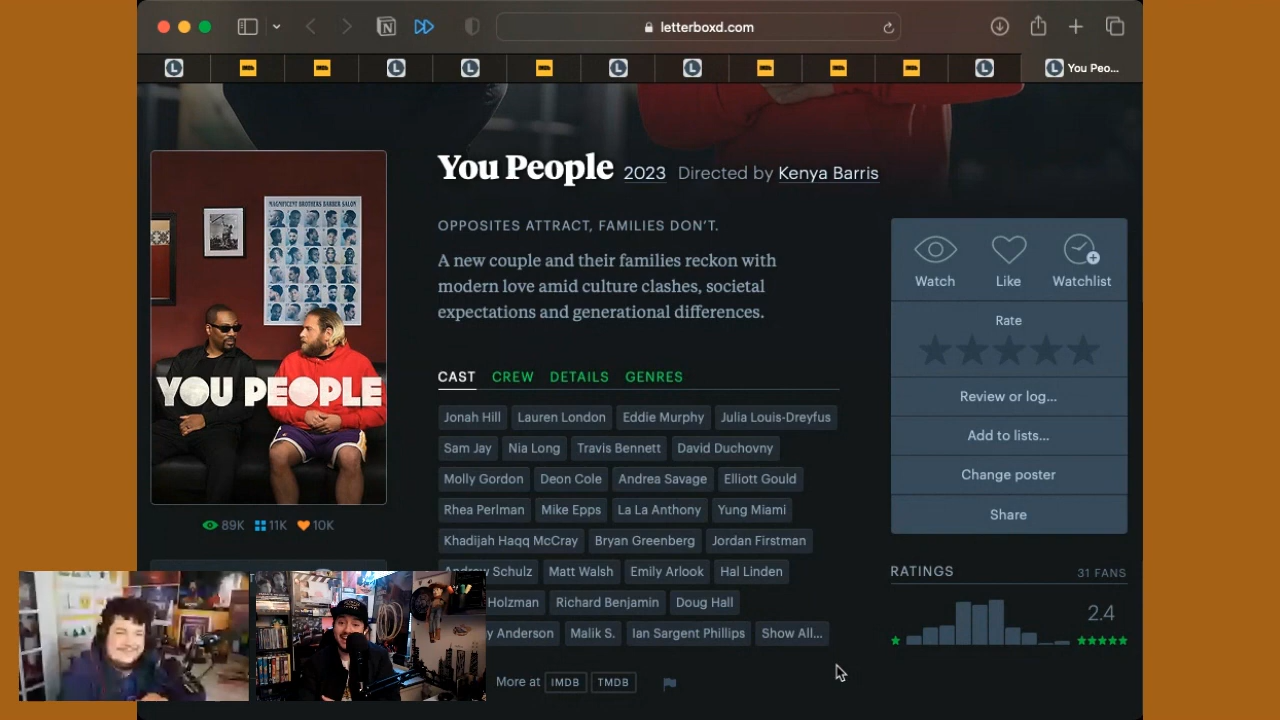 letterboxd.com
You Peo...
You People 2023 Directed by Kenya Barris
MAGNIFICENT BROTHERS BARBER SALON
YOU PEOPLE
89K 11K 10K
OPPOSITES ATTRACT, FAMILIES DON'T.
A new couple and their families reckon with
modern love amid culture clashes, societal
expectations and generational differences.
CAST CREW DETAILS GENRES
Jonah Hill Lauren London Eddie Murphy Julia Louis-Dreyfus
Sam Jay Nia Long Travis Bennett David Duchovny
Molly Gordon Deon Cole Andrea Savage Elliott Gould
Rhea Perlman Mike Epps La La Anthony Yung Miami
Khadijah Haqq McCray Bryan Greenberg Jordan Firstman
Andrew Schulz Matt Walsh Emily Arlook Hal Linden
Holzman Richard Benjamin Doug Hall
y Anderson Malik S. Ian Sargent Phillips Show All...
More at IMDB TMDB
Watch Like Watchlist
Rate
Review or log...
Add to lists...
Change poster
Share
RATINGS 31 FANS
2.4